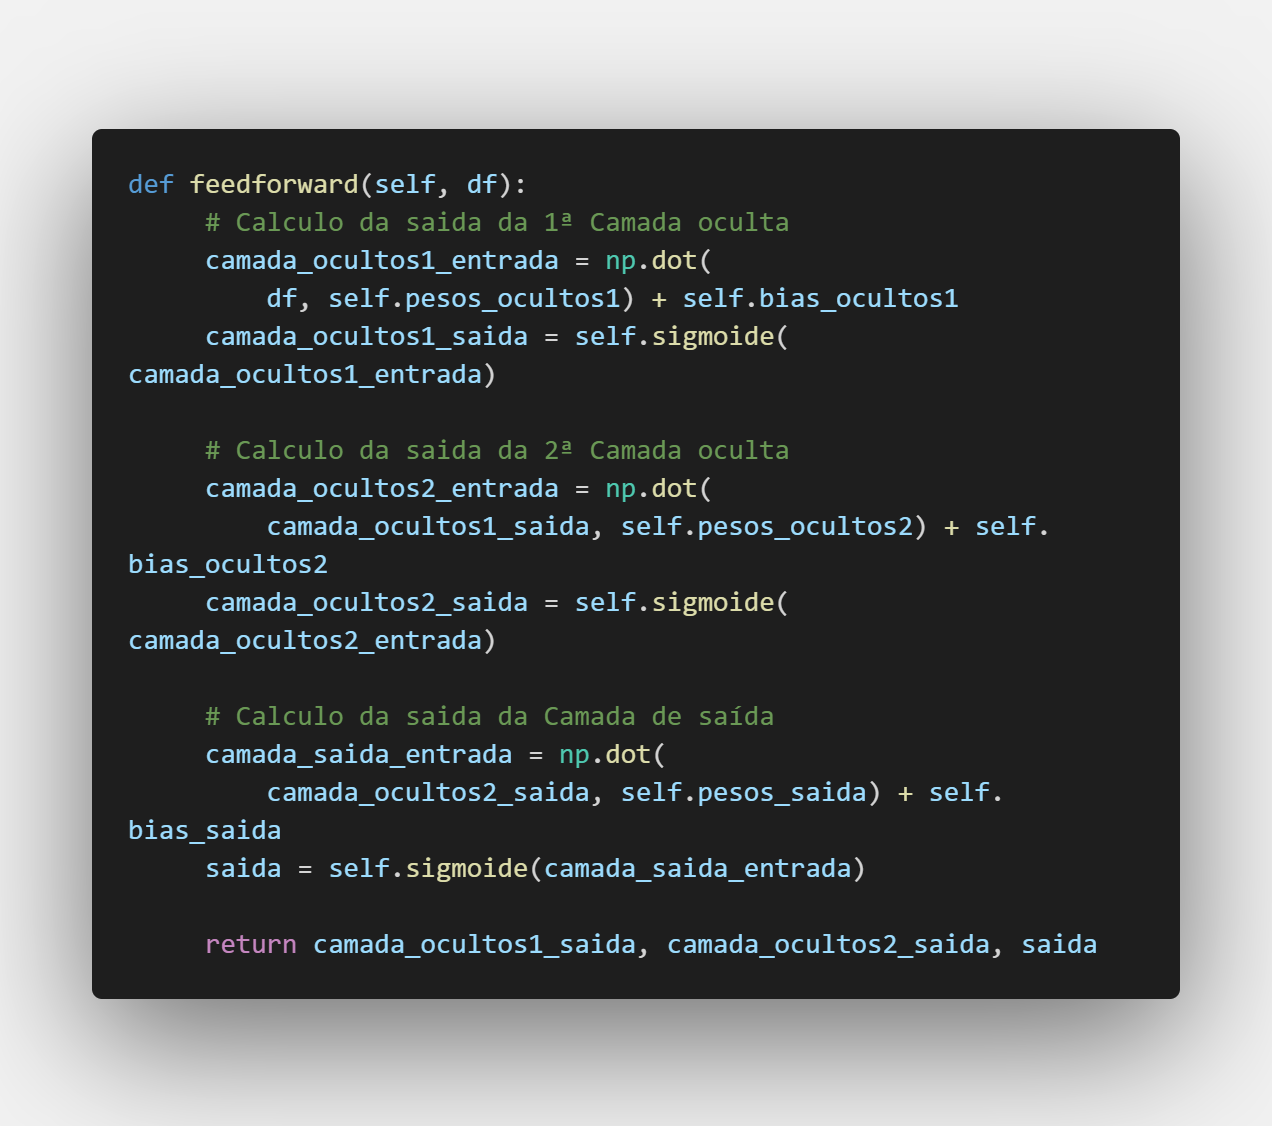 def feedforward(self, df):
     # Calculo da saida da 1ª Camada oculta
     camada_ocultos1_entrada = np.dot(
         df, self.pesos_ocultos1) + self.bias_ocultos1
     camada_ocultos1_saida = self.sigmoide(
camada_ocultos1_entrada)

     # Calculo da saida da 2ª Camada oculta
     camada_ocultos2_entrada = np.dot(
         camada_ocultos1_saida, self.pesos_ocultos2) + self.
bias_ocultos2
     camada_ocultos2_saida = self.sigmoide(
camada_ocultos2_entrada)

     # Calculo da saida da Camada de saída
     camada_saida_entrada = np.dot(
         camada_ocultos2_saida, self.pesos_saida) + self.
bias_saida
     saida = self.sigmoide(camada_saida_entrada)

     return camada_ocultos1_saida, camada_ocultos2_saida, saida